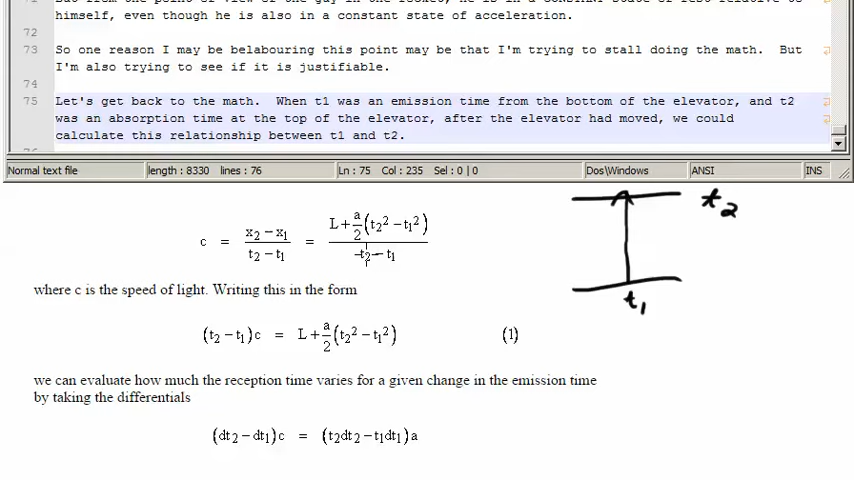 himself, even though he is also in a constant state of acceleration.
72
73 So one reason I may be belabouring this point may be that I'm trying to stall doing the math. But
I'm also trying to see if it is justifiable.
74
75 Let's get back to the math. When t1 was an emission time from the bottom of the elevator, and t2
was an absorption time at the top of the elevator, after the elevator had moved, we could
calculate this relationship between t1 and t2.
Normal text file length : 8330 lines : 76 Ln : 75 Col : 235 Sel : 0 | 0 Dos\Windows ANSI INS
t₂
c = (x₂ − x₁)/(t₂ − t₁) = (L + a/2 (t₂² − t₁²))/(t₂ − t₁)
where c is the speed of light. Writing this in the form
t₁
(t₂ − t₁)c = L + a/2 (t₂² − t₁²) (1)
we can evaluate how much the reception time varies for a given change in the emission time
by taking the differentials
(dt₂ − dt₁)c = (t₂dt₂ − t₁dt₁)a